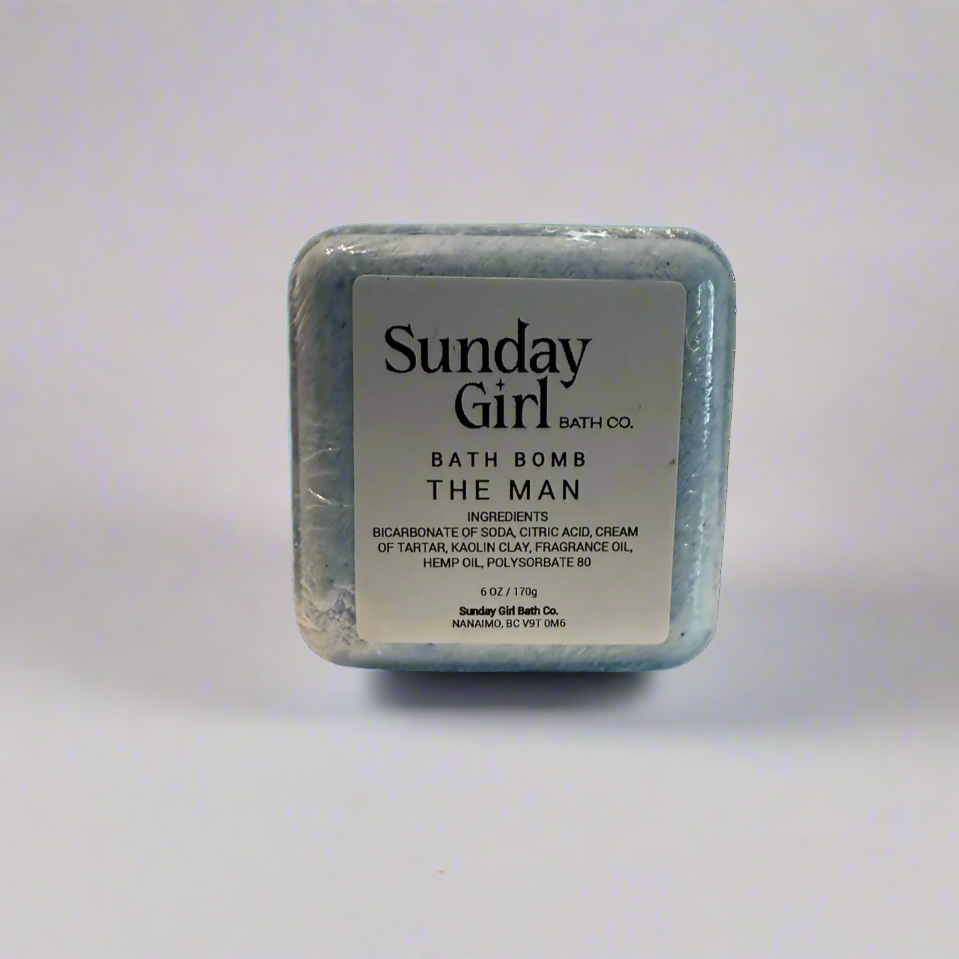 Sunday
Girl BATH CO.
BATH BOMB
THE MAN
INGREDIENTS
BICARBONATE OF SODA, CITRIC ACID, CREAM
OF TARTAR, KAOLIN CLAY, FRAGRANCE OIL,
HEMP OIL, POLYSORBATE 80
6 OZ / 170g
Sunday Girl Bath Co.
NANAIMO, BC V9T 0M6